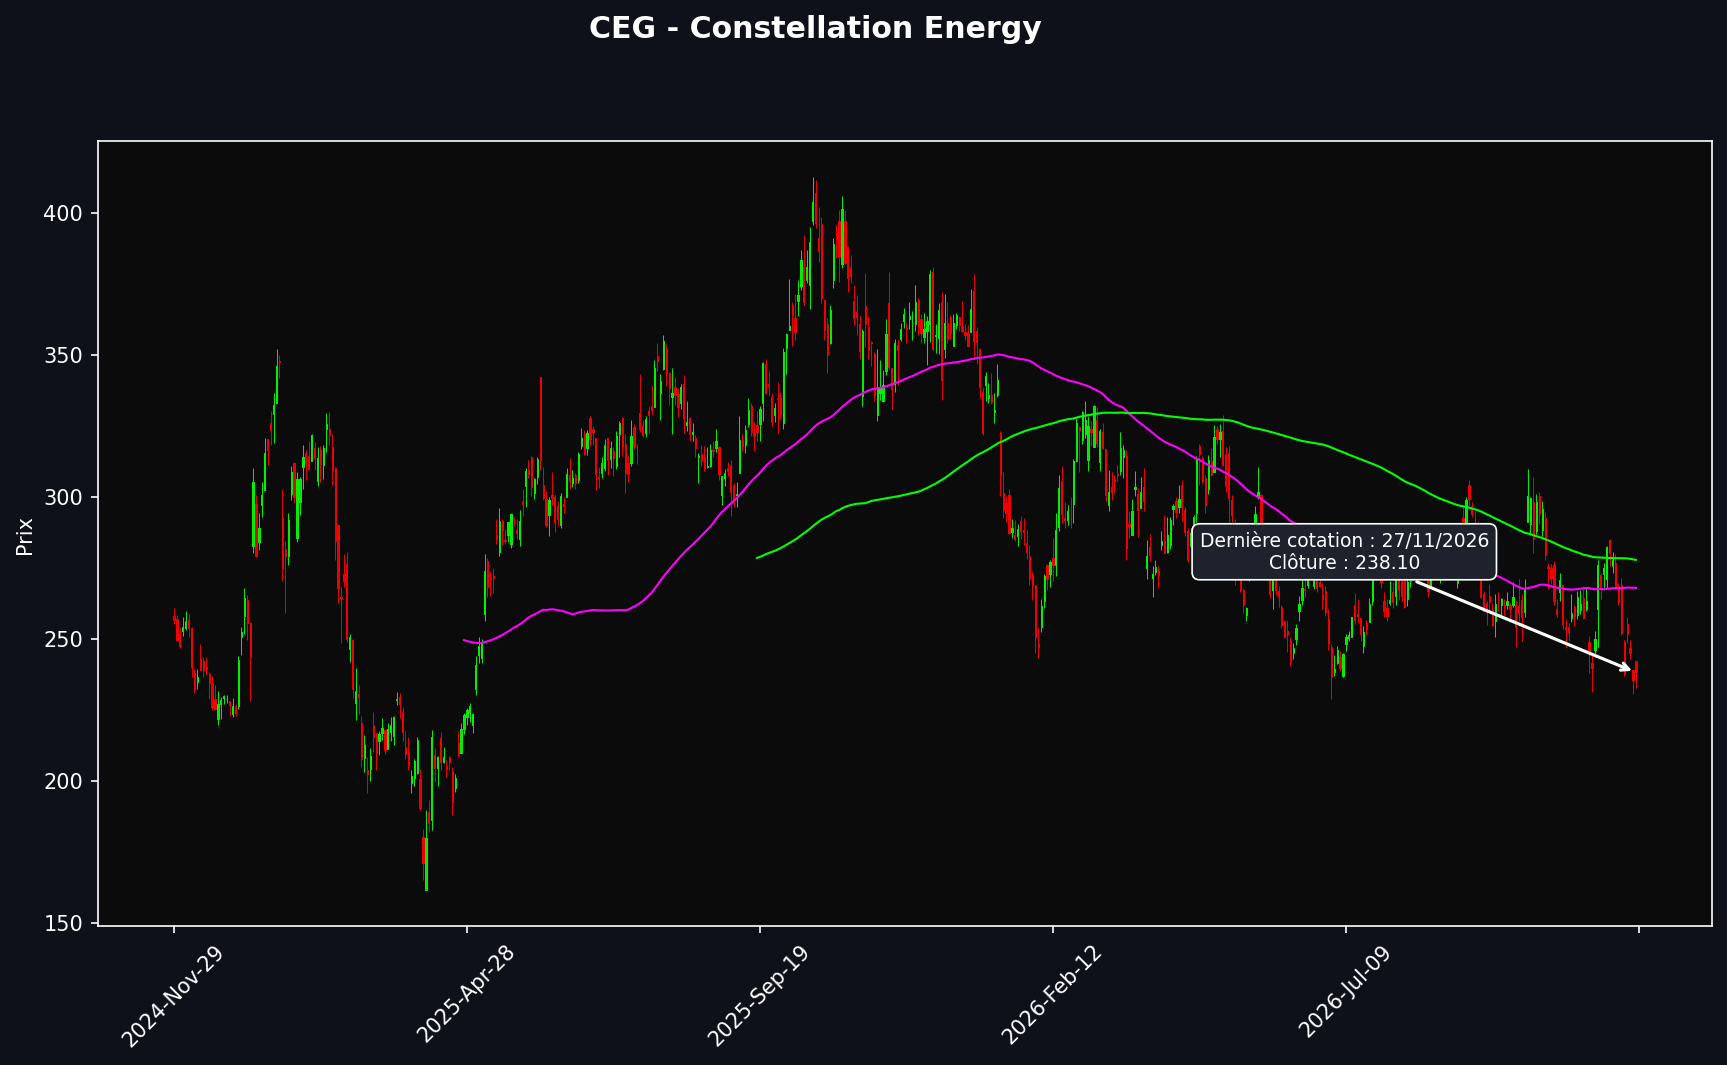 CEG - Constellation Energy
Prix
400
350
300
250
200
150
Dernière cotation : 27/11/2026
Clôture : 238.10
2024-Nov-29
2025-Apr-28
2025-Sep-19
2026-Feb-12
2026-Jul-09